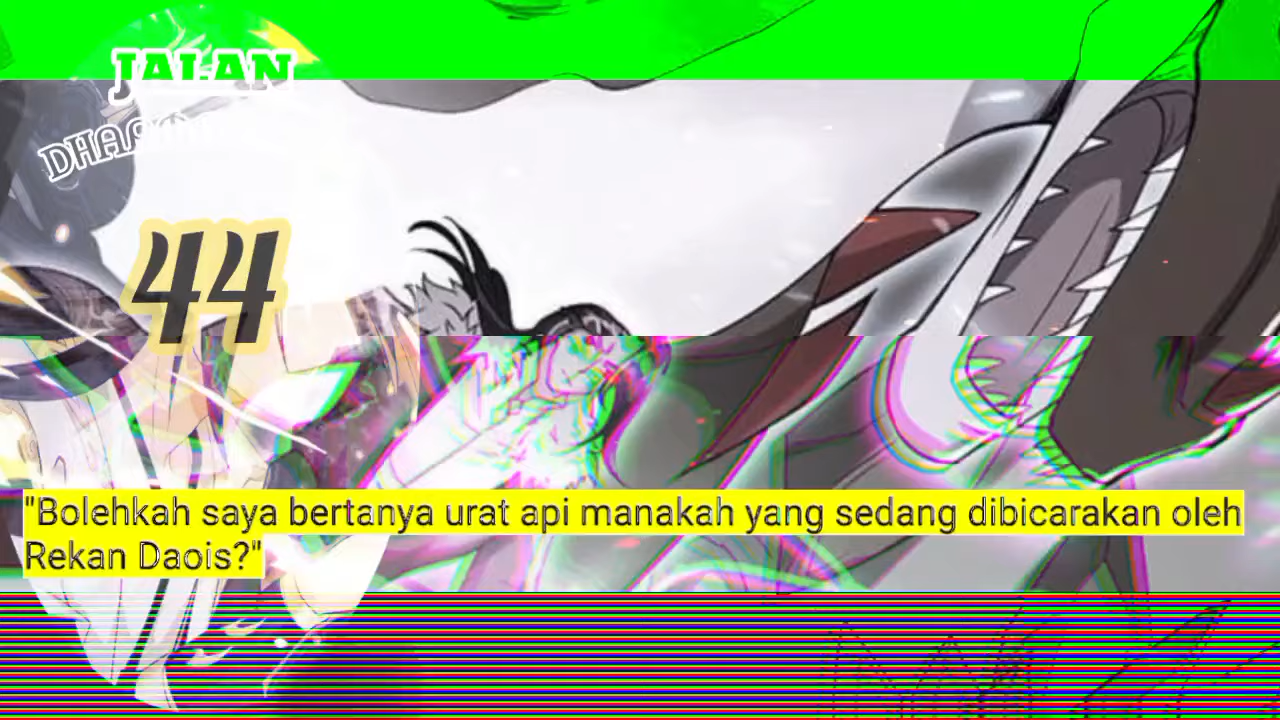 JALAN
44
"Bolehkah saya bertanya urat api manakah yang sedang dibicarakan oleh
Rekan Daois?"